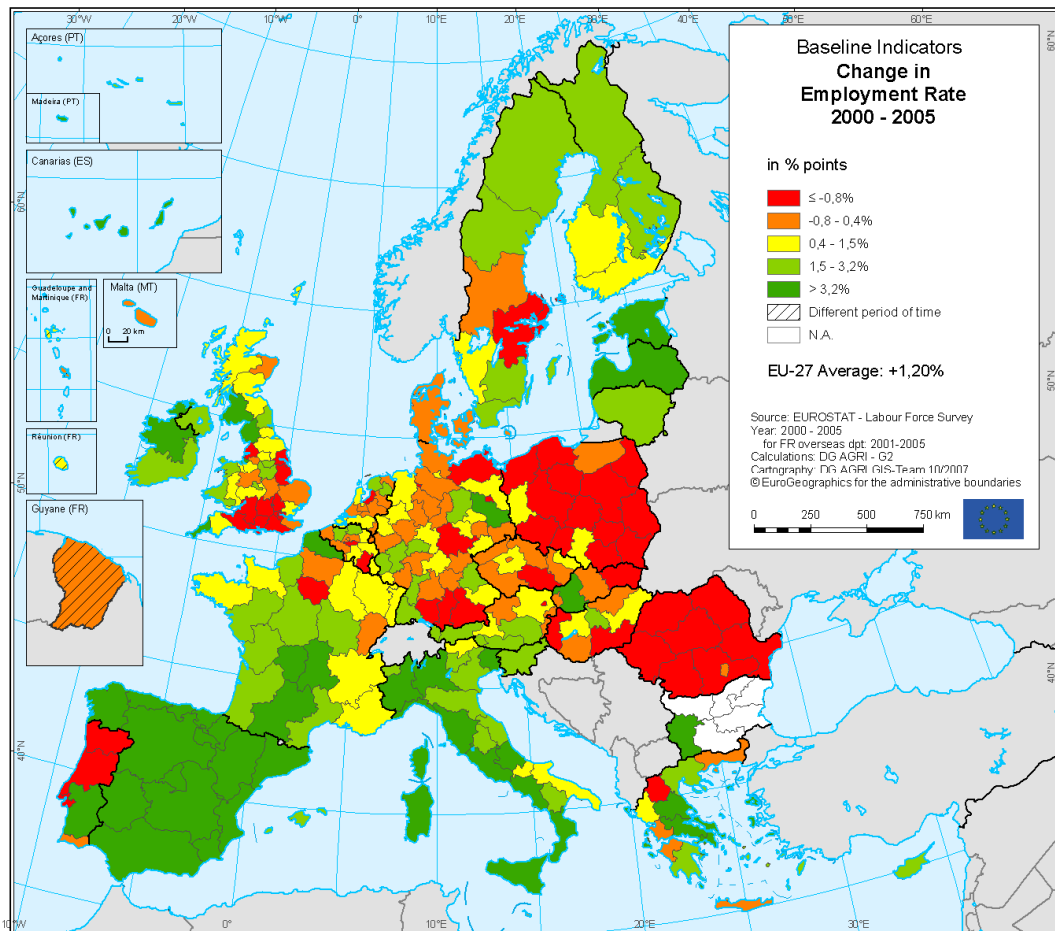 30°W
20°W
10°W
0°
10°E
20°E
30°E
40°E
50°E
60°E
Açores (PT)
Madeira (PT)
Canarias (ES)
Guadeloupe and
Martinique (FR)
Malta (MT)
0 20 km
Réunion (FR)
Guyane (FR)
60°N
50°N
40°N
60°N
50°N
40°N
Baseline Indicators
Change in
Employment Rate
2000 - 2005
in % points
≤ -0,8%
-0,8 - 0,4%
0,4 - 1,5%
1,5 - 3,2%
> 3,2%
Different period of time
N.A.
EU-27 Average: +1,20%
Source: EUROSTAT - Labour Force Survey
Year: 2000 - 2005
for FR overseas dpt: 2001-2005
Calculations: DG AGRI - G2
Cartography: DG AGRI GIS-Team 10/2007
© EuroGeographics for the administrative boundaries
0 250 500 750 km
10°W
0°
10°E
20°E
30°E